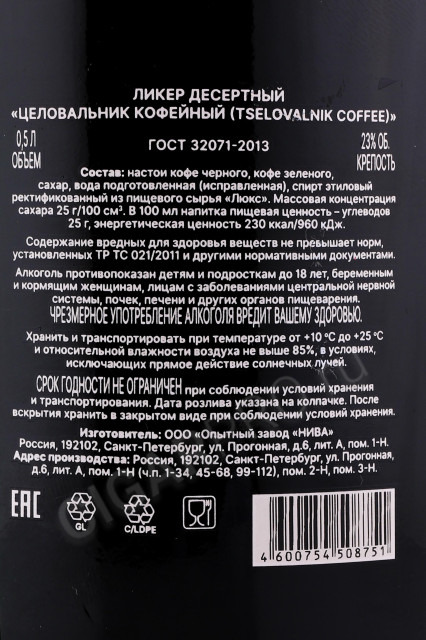 ЛИКЕР ДЕСЕРТНЫЙ
«ЦЕЛОВАЛЬНИК КОФЕЙНЫЙ (TSELOVALNIK COFFEE)»
0,5 Л
ОБЪЕМ
ГОСТ 32071-2013
23% ОБ.
КРЕПОСТЬ
Состав: настои кофе черного, кофе зеленого,
сахар, вода подготовленная (исправленная), спирт этиловый
ректификованный из пищевого сырья «Люкс». Массовая концентрация
сахара 25 г/100 см³. В 100 мл напитка пищевая ценность – углеводов
25 г, энергетическая ценность 230 ккал/960 кДж.
Содержание вредных для здоровья веществ не превышает норм,
установленных ТР ТС 021/2011 и другими нормативными документами.
Алкоголь противопоказан детям и подросткам до 18 лет, беременным
и кормящим женщинам, лицам с заболеваниями центральной нервной
системы, почек, печени и других органов пищеварения.
ЧРЕЗМЕРНОЕ УПОТРЕБЛЕНИЕ АЛКОГОЛЯ ВРЕДИТ ВАШЕМУ ЗДОРОВЬЮ.
Хранить и транспортировать при температуре от +10 °С до +25 °С
и относительной влажности воздуха не выше 85%, в условиях,
исключающих прямое действие солнечных лучей.
СРОК ГОДНОСТИ НЕ ОГРАНИЧЕН при соблюдении условий хранения
и транспортирования. Дата розлива указана на колпачке. После
вскрытия хранить в закрытом виде при соблюдении условий хранения.
Изготовитель: ООО «Опытный завод «НИВА»
Россия, 192102, Санкт-Петербург, ул. Прогонная, д.6, лит. А, пом. 1-Н.
Адрес производства: Россия, 192102, Санкт-Петербург, ул. Прогонная,
д.6, лит. А, пом. 1-Н (ч.п. 1-34, 45-68, 99-112), пом. 2-Н, пом. 3-Н.
EAC
GL
C/LDPE
4 600754 508751